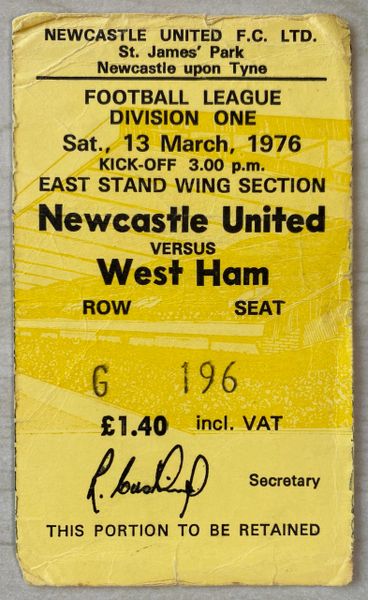 NEWCASTLE UNITED F.C. LTD.
St. James' Park
Newcastle upon Tyne
FOOTBALL LEAGUE
DIVISION ONE
Sat., 13 March, 1976
KICK-OFF 3.00 p.m.
EAST STAND WING SECTION
Newcastle United
VERSUS
West Ham
ROW SEAT
G 196
£1.40 incl. VAT
Secretary
THIS PORTION TO BE RETAINED